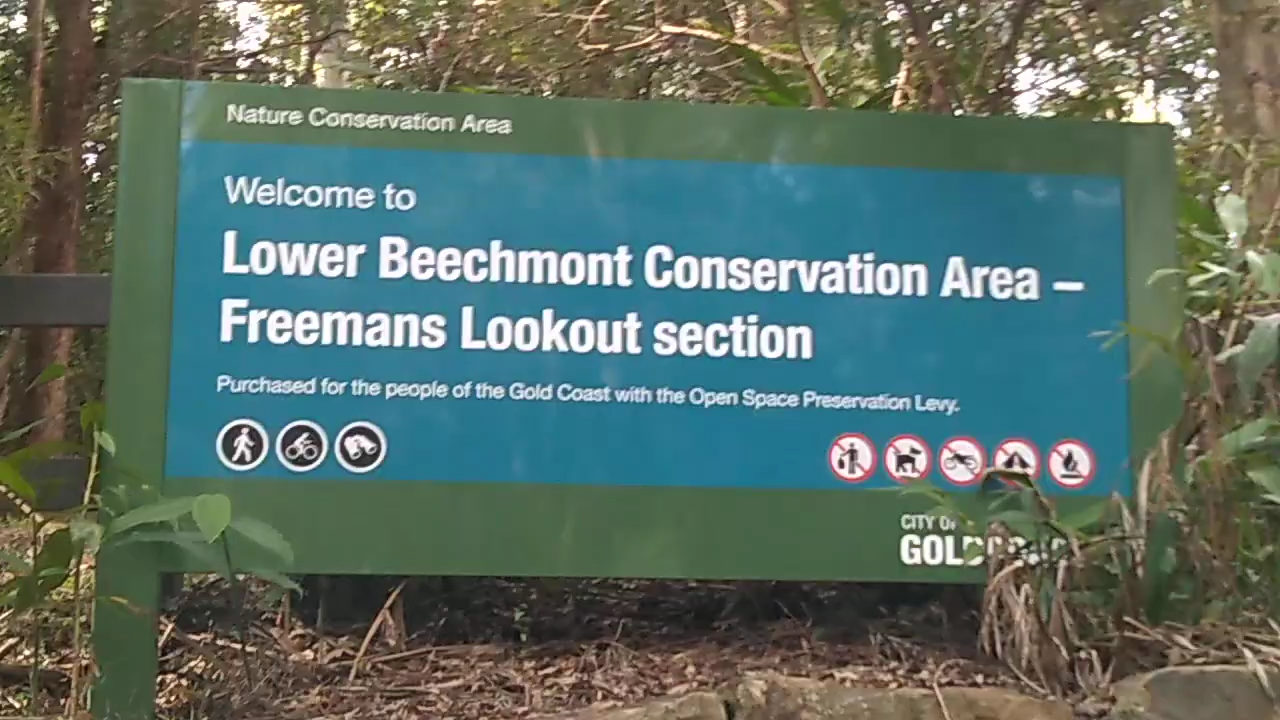 Nature Conservation Area
Welcome to
Lower Beechmont Conservation Area –
Freemans Lookout section
Purchased for the people of the Gold Coast with the Open Space Preservation Levy.
CITY OF